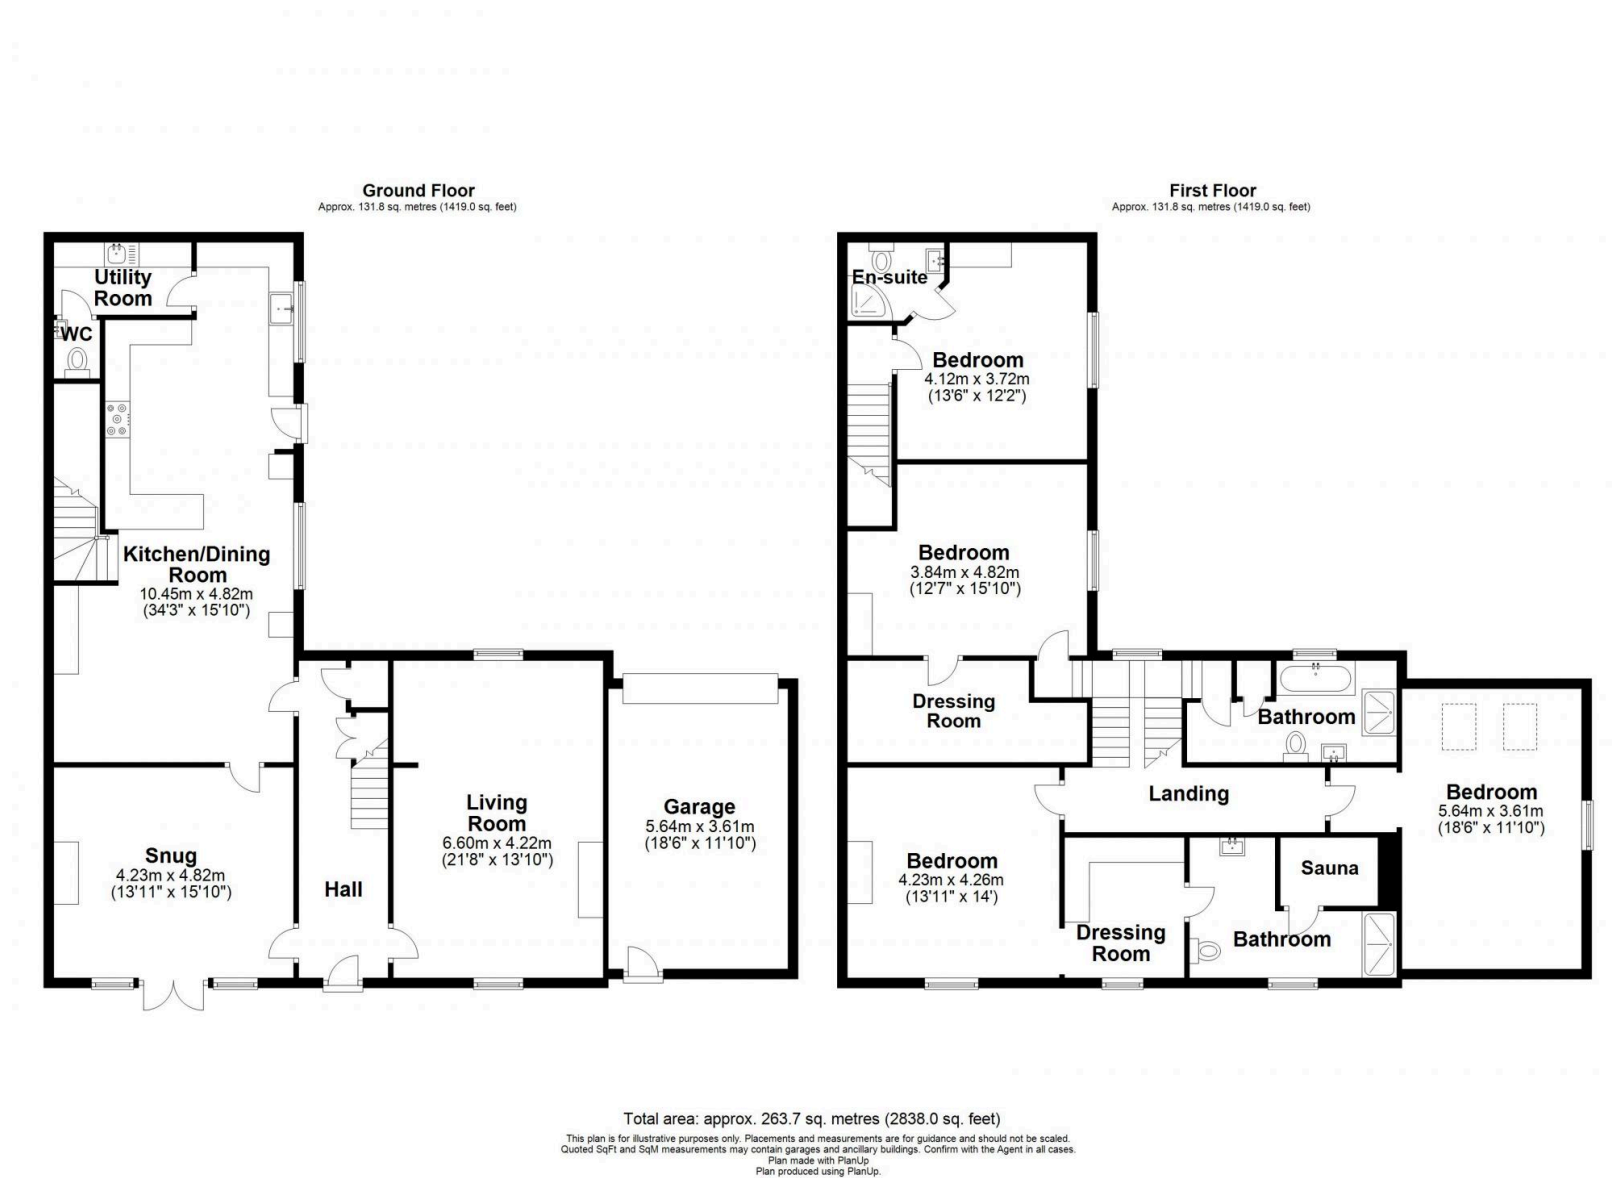 Ground Floor
Approx. 131.8 sq. metres (1419.0 sq. feet)
Utility
Room
WC
Kitchen/Dining
Room
10.45m x 4.82m
(34'3" x 15'10")
Snug
4.23m x 4.82m
(13'11" x 15'10")
Hall
Living
Room
6.60m x 4.22m
(21'8" x 13'10")
Garage
5.64m x 3.61m
(18'6" x 11'10")
First Floor
Approx. 131.8 sq. metres (1419.0 sq. feet)
En-suite
Bedroom
4.12m x 3.72m
(13'6" x 12'2")
Bedroom
3.84m x 4.82m
(12'7" x 15'10")
Dressing
Room
Bathroom
Landing
Bedroom
5.64m x 3.61m
(18'6" x 11'10")
Bedroom
4.23m x 4.26m
(13'11" x 14')
Sauna
Dressing
Room
Bathroom
Total area: approx. 263.7 sq. metres (2838.0 sq. feet)
This plan is for illustrative purposes only. Placements and measurements are for guidance and should not be scaled.
Quoted SqFt and SqM measurements may contain garages and ancillary buildings. Confirm with the Agent in all cases.
Plan made with PlanUp
Plan produced using PlanUp.